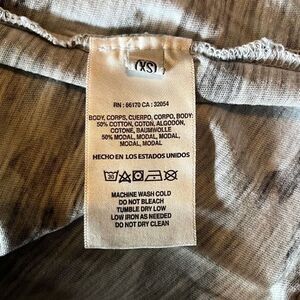 (XS)
RN : 66170 CA : 32054
BODY, CORPS, CUERPO, CORPO, BODY:
50% COTTON, COTON, ALGODÓN,
COTONE, BAUMWOLLE
50% MODAL, MODAL, MODAL,
MODAL, MODAL
HECHO EN LOS ESTADOS UNIDOS
MACHINE WASH COLD
DO NOT BLEACH
TUMBLE DRY LOW
LOW IRON AS NEEDED
DO NOT DRY CLEAN